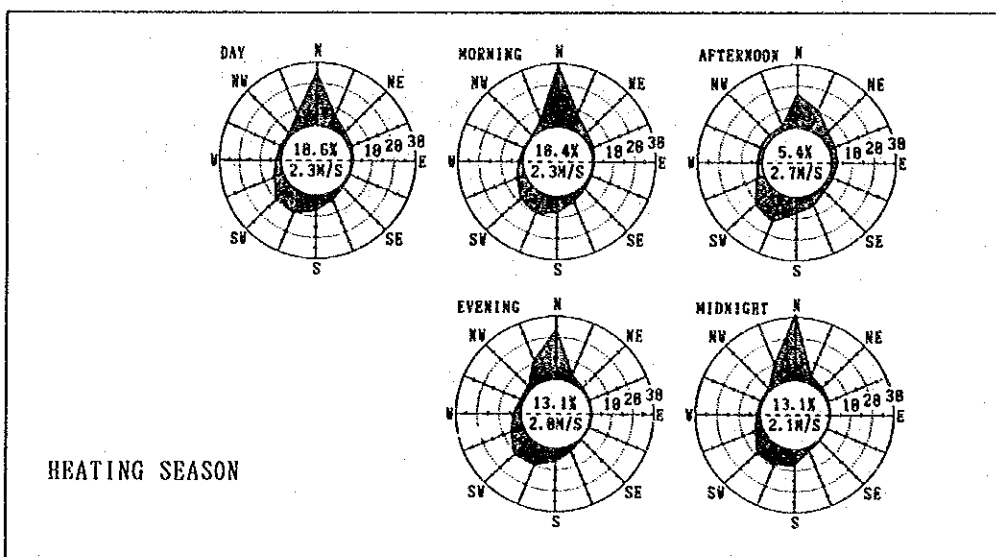 DAY
N
NW
NE
W
10.6%
2.3M/S
10 20 30
E
SW
SE
S
MORNING
N
NW
NE
W
10.4%
2.3M/S
10 20 30
E
SW
SE
S
AFTERNOON
N
NW
NE
W
5.4%
2.7M/S
10 20 30
E
SW
SE
S
EVENING
N
NW
NE
W
13.1%
2.0M/S
10 20 30
E
SW
SE
S
MIDNIGHT
N
NW
NE
W
13.1%
2.1M/S
10 20 30
E
SW
SE
S
HEATING SEASON